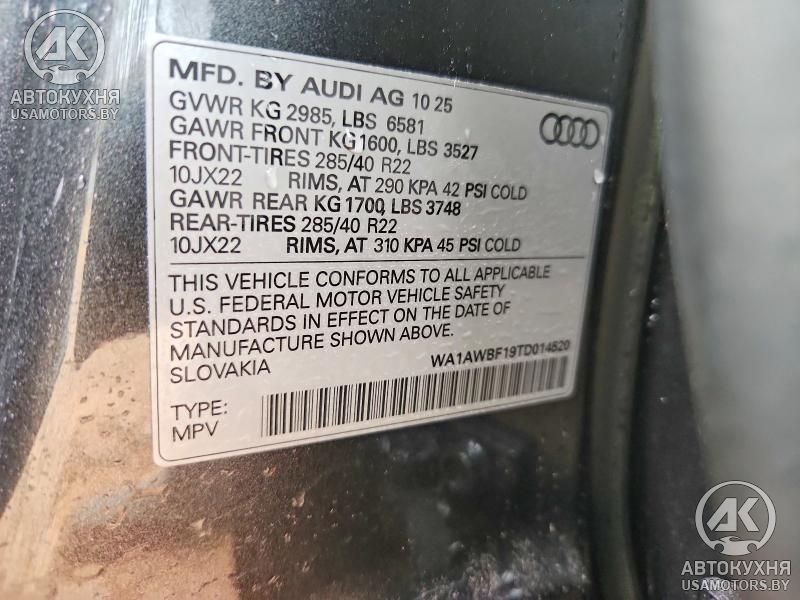 AK
АВТОКУХНЯ
USAMOTORS.BY
MFD. BY AUDI AG 10 25
GVWR KG 2985, LBS 6581
GAWR FRONT KG 1600, LBS 3527
FRONT-TIRES 285/40 R22
10JX22 RIMS, AT 290 KPA 42 PSI COLD
GAWR REAR KG 1700, LBS 3748
REAR-TIRES 285/40 R22
10JX22 RIMS, AT 310 KPA 45 PSI COLD
THIS VEHICLE CONFORMS TO ALL APPLICABLE
U.S. FEDERAL MOTOR VEHICLE SAFETY
STANDARDS IN EFFECT ON THE DATE OF
MANUFACTURE SHOWN ABOVE.
SLOVAKIA
WA1AWBF19TD014620
TYPE:
MPV
AK
АВТОКУХНЯ
USAMOTORS.BY